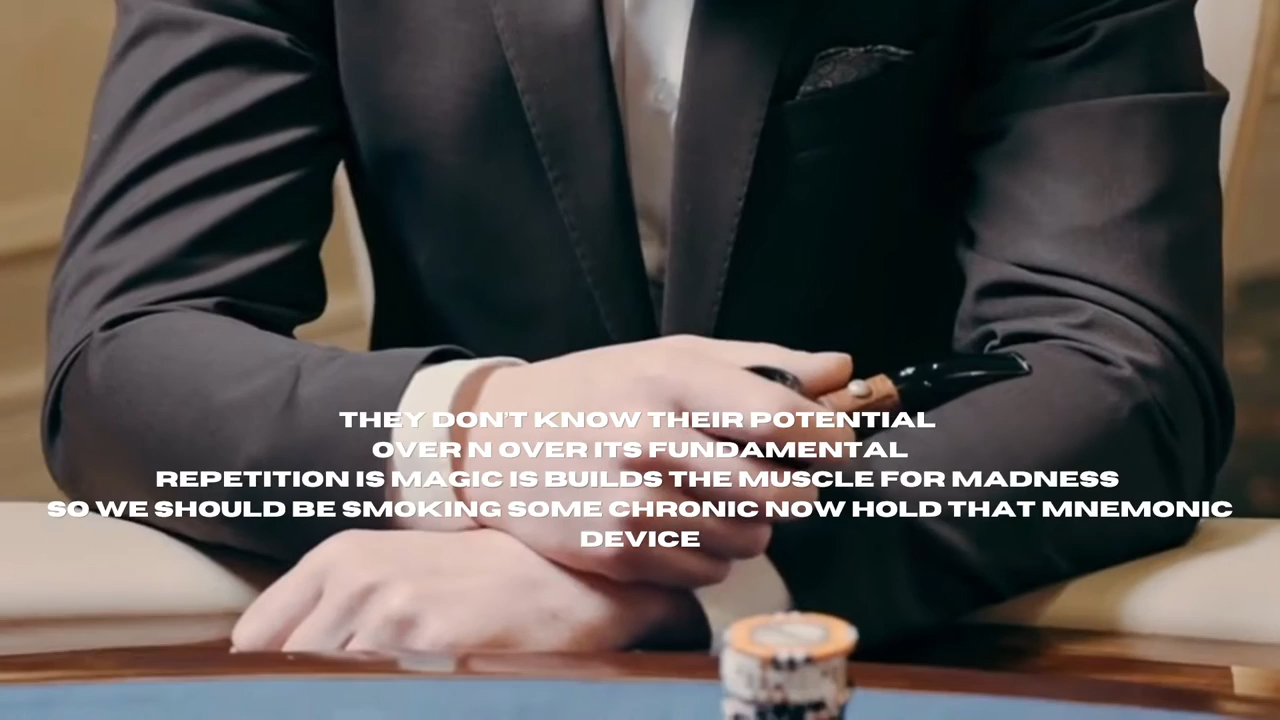 THEY DON'T KNOW THEIR POTENTIAL
OVER N OVER ITS FUNDAMENTAL
REPETITION IS MAGIC IS BUILDS THE MUSCLE FOR MADNESS
SO WE SHOULD BE SMOKING SOME CHRONIC NOW HOLD THAT MNEMONIC
DEVICE